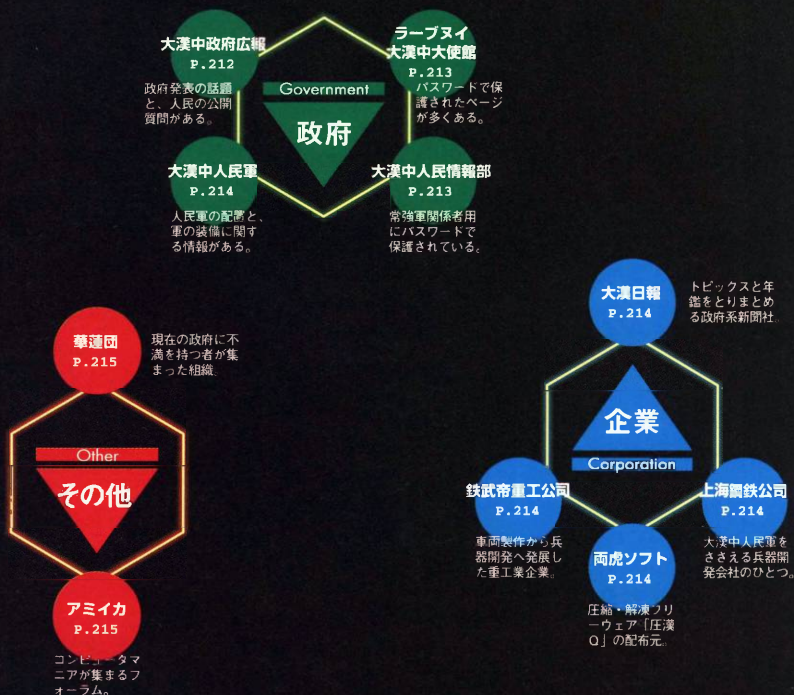 大漢中政府広報
P.212
政府発表の話題
と、人民の公開
質問がある。
ラーブヌイ
大漢中大使館
P.213
パスワードで保
護されたページ
が多くある。
Government
政府
大漢中人民軍
P.214
人民軍の配置と、
軍の装備に関す
る情報がある。
大漢中人民情報部
P.213
常強軍関係者用
にパスワードで
保護されている。
大漢日報
P.214
トピックスと年
鑑をとりまとめ
る政府系新聞社。
華蓮団
P.215
現在の政府に不
満を持つ者が集
まった組織。
Other
その他
企業
Corporation
鉄武帝重工公司
P.214
車両製作から兵
器開発へ発展し
た重工業企業。
上海鋼鉄公司
P.214
大漢中人民軍を
ささえる兵器開
発会社のひとつ。
両虎ソフト
P.214
圧縮・解凍フリ
ーウェア「圧漢
Q」の配布元。
アミイカ
P.215
コンピュータマ
ニアが集まるフ
ォーラム。